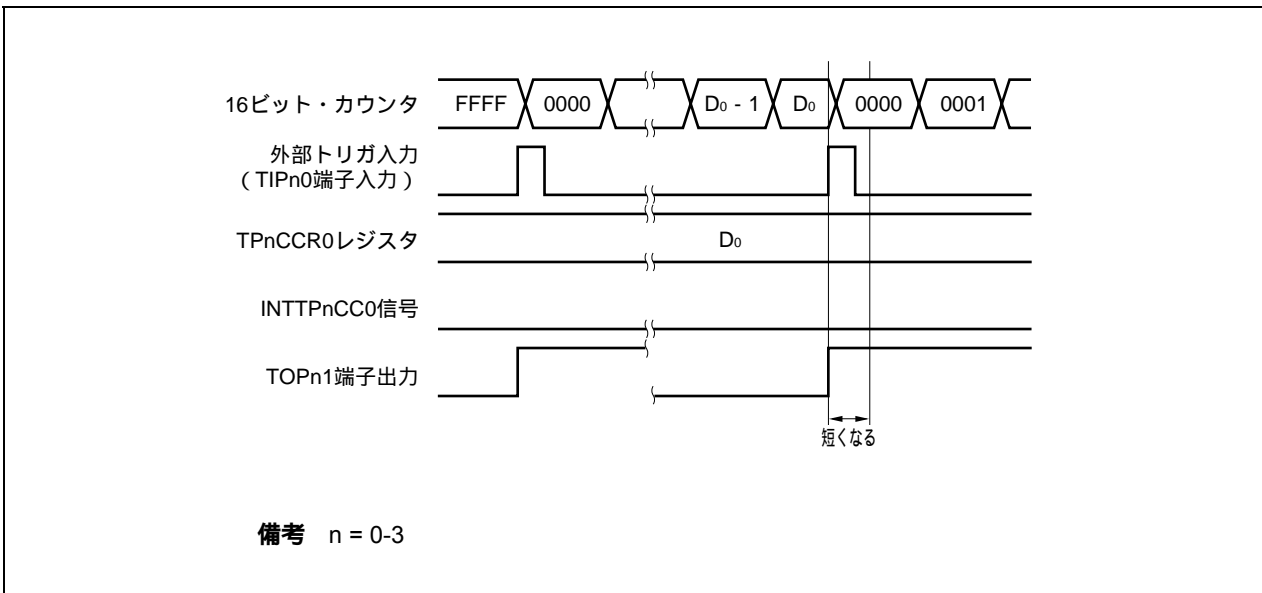 16ビット・カウンタ FFFF 0000 D₀ - 1 D₀ 0000 0001
外部トリガ入力
（TIPn0端子入力）
TPnCCR0レジスタ D₀
INTTPnCC0信号
TOPn1端子出力
短くなる
備考 n = 0-3